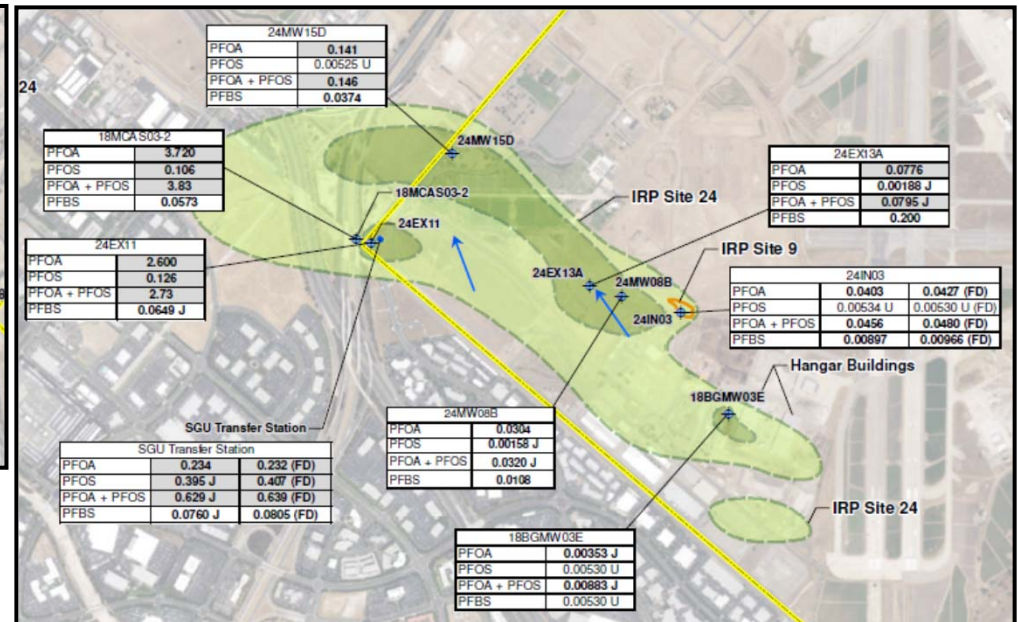 24MW15D
PFOA 0.141
PFOS 0.00525 U
PFOA + PFOS 0.146
PFBS 0.0374
24
18MCAS03-2
PFOA 3.720
PFOS 0.106
PFOA + PFOS 3.83
PFBS 0.0573
24MW15D
24EX13A
PFOA 0.0776
PFOS 0.00188 J
PFOA + PFOS 0.0795 J
PFBS 0.200
18MCAS03-2
IRP Site 24
24EX11
24EX11
PFOA 2.600
PFOS 0.126
PFOA + PFOS 2.73
PFBS 0.0649 J
IRP Site 9
24EX13A
24MW08B
24IN03
24IN03
PFOA 0.0403 0.0427 (FD)
PFOS 0.00534 U 0.00530 U (FD)
PFOA + PFOS 0.0456 0.0480 (FD)
PFBS 0.00897 0.00966 (FD)
Hangar Buildings
18BGMW03E
24MW08B
PFOA 0.0304
PFOS 0.00158 J
PFOA + PFOS 0.0320 J
PFBS 0.0108
SGU Transfer Station
SGU Transfer Station
PFOA 0.234 0.232 (FD)
PFOS 0.395 J 0.407 (FD)
PFOA + PFOS 0.629 J 0.639 (FD)
PFBS 0.0760 J 0.0805 (FD)
IRP Site 24
18BGMW03E
PFOA 0.00353 J
PFOS 0.00530 U
PFOA + PFOS 0.00883 J
PFBS 0.00530 U